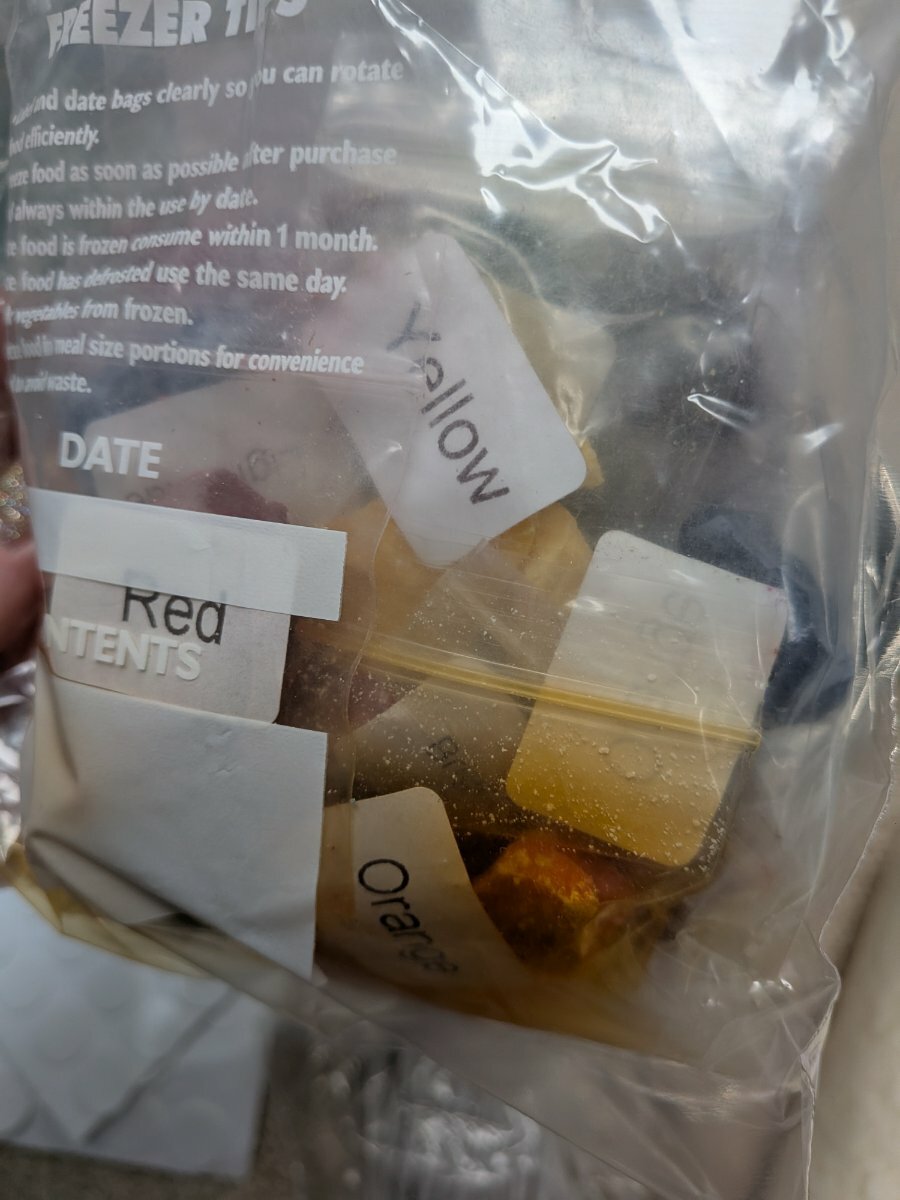 FREEZER TIPS
and date bags clearly so you can rotate
efficiently.
food as soon as possible after purchase
always within the use by date.
food is frozen consume within 1 month.
food has defrosted use the same day.
vegetables from frozen.
food in meal size portions for convenience
avoid waste.
Yellow
DATE
Red
NTENTS
Orange